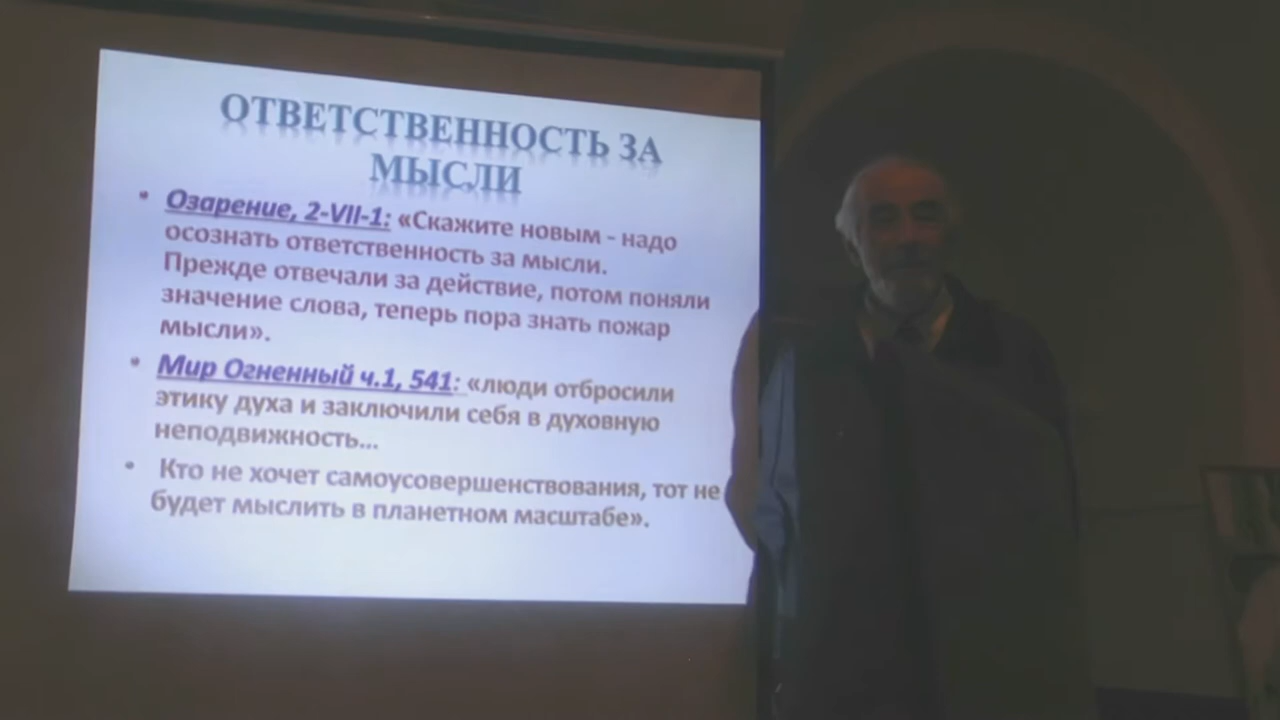 ОТВЕТСТВЕННОСТЬ ЗА
МЫСЛИ
• Озарение, 2-VII-1: «Скажите новым - надо
осознать ответственность за мысли.
Прежде отвечали за действие, потом поняли
значение слова, теперь пора знать пожар
мысли».
• Мир Огненный ч.1, 541: «люди отбросили
этику духа и заключили себя в духовную
неподвижность...
• Кто не хочет самоусовершенствования, тот не
будет мыслить в планетном масштабе».